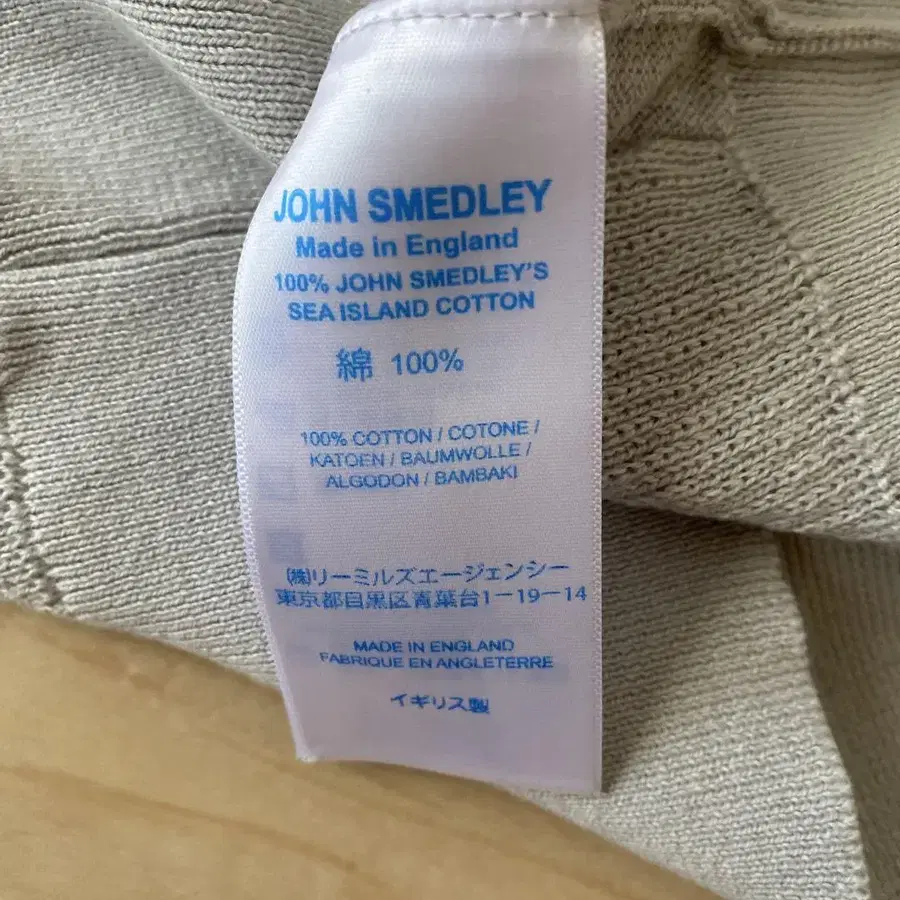 JOHN SMEDLEY
Made in England
100% JOHN SMEDLEY'S
SEA ISLAND COTTON
綿 100%
100% COTTON / COTONE /
KATOEN / BAUMWOLLE /
ALGODON / BAMBAKI
㈱リーミルズエージェンシー
東京都目黒区青葉台1-19-14
MADE IN ENGLAND
FABRIQUE EN ANGLETERRE
イギリス製